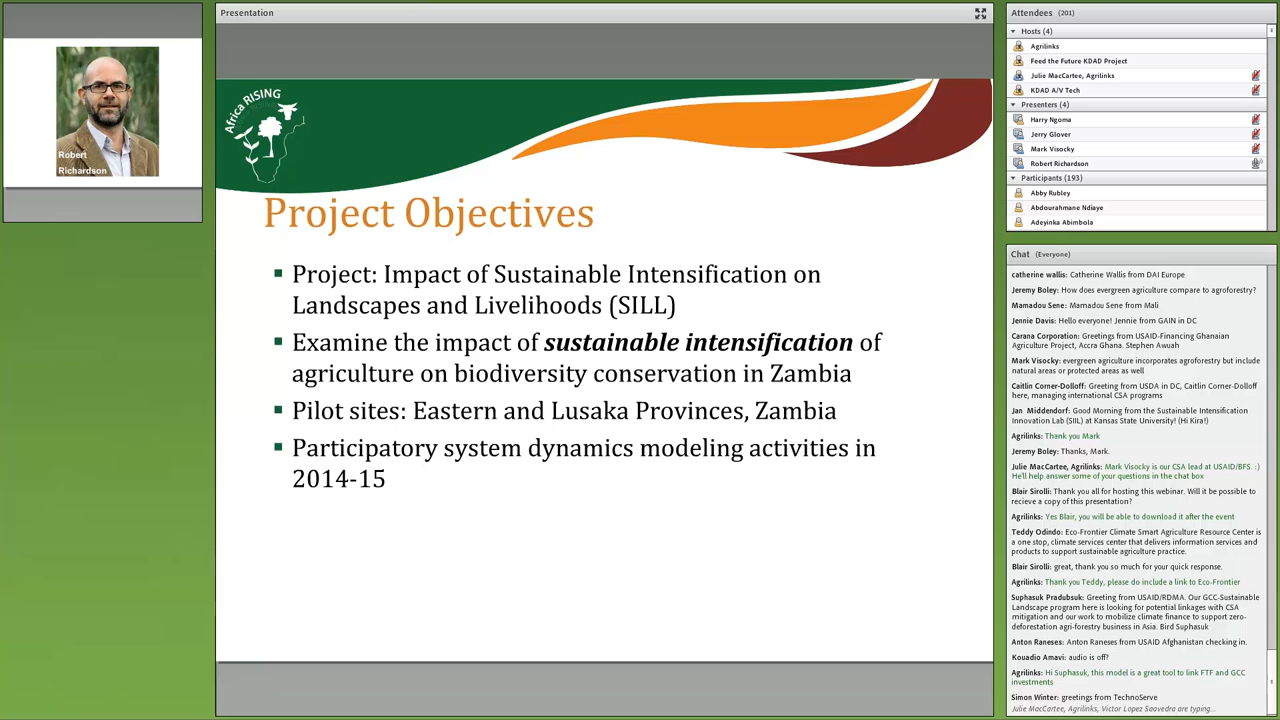 Presentation
Robert
Richardson
Africa RISING
Project Objectives
Project: Impact of Sustainable Intensification on
Landscapes and Livelihoods (SILL)
Examine the impact of sustainable intensification of
agriculture on biodiversity conservation in Zambia
Pilot sites: Eastern and Lusaka Provinces, Zambia
Participatory system dynamics modeling activities in
2014-15
Attendees (201)
Hosts (4)
Agrilinks
Feed the Future KDAD Project
Julie MacCartee, Agrilinks
KDAD A/V Tech
Presenters (4)
Harry Ngoma
Jerry Glover
Mark Visocky
Robert Richardson
Participants (193)
Abby Rubley
Abdourahmane Ndiaye
Adeyinka Abimbola
Chat (Everyone)
catherine wallis: Catherine Wallis from DAI Europe
Jeremy Boley: How does evergreen agriculture compare to agroforestry?
Mamadou Sene: Mamadou Sene from Mali
Jennie Davis: Hello everyone! Jennie from GAIN in DC
Carana Corporation: Greetings from USAID-Financing Ghanaian
Agriculture Project, Accra Ghana. Stephen Awuah
Mark Visocky: evergreen agriculture incorporates agroforestry but include
natural areas or protected areas as well
Caitlin Corner-Dolloff: Greeting from USDA in DC, Caitlin Corner-Dolloff
here, managing international CSA programs
Jan Middendorf: Good Morning from the Sustainable Intensification
Innovation Lab (SIIL) at Kansas State University! (Hi Kira!)
Agrilinks: Thank you Mark
Jeremy Boley: Thanks, Mark.
Julie MacCartee, Agrilinks: Mark Visocky is our CSA lead at USAID/BFS. :)
He'll help answer some of your questions in the chat box
Blair Sirolli: Thank you all for hosting this webinar. Will it be possible to
recieve a copy of this presentation?
Agrilinks: Yes Blair, you will be able to download it after the event
Teddy Odindo: Eco-Frontier Climate Smart Agriculture Resource Center is
a one stop, climate services center that delivers information services and
products to support sustainable agriculture practice.
Blair Sirolli: great, thank you so much for your quick response.
Agrilinks: Thank you Teddy, please do include a link to Eco-Frontier
Suphasuk Pradubsuk: Greeting from USAID/RDMA. Our GCC-Sustainable
Landscape program here is looking for potential linkages with CSA
mitigation and our work to mobilize climate finance to support zero-
deforestation agri-forestry business in Asia. Bird Suphasuk
Anton Raneses: Anton Raneses from USAID Afghanistan checking in.
Kouadio Amavi: audio is off?
Agrilinks: Hi Suphasuk, this model is a great tool to link FTF and GCC
investments
Simon Winter: greetings from TechnoServe
Julie MacCartee, Agrilinks, Victor Lopez Saavedra are typing...